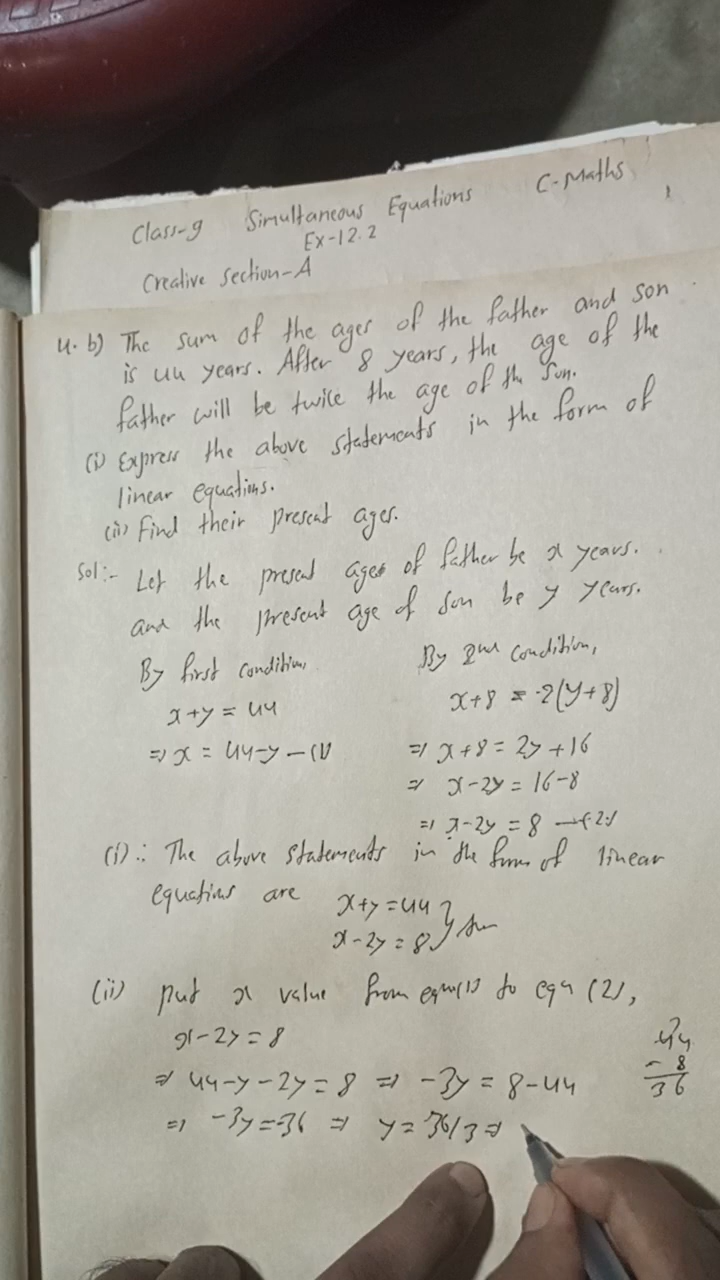 Class-9 Simultaneous Equations C-Maths
Ex-12.2
Creative section-A
4. b) The sum of the ages of the father and son
is 44 years. After 8 years, the age of the
father will be twice the age of the son.
(i) Express the above statements in the form of
linear equations.
(ii) Find their present ages.
Sol:- Let the present ages of father be x years.
and the present age of son be y years.
By first condition,
x+y = 44
⇒ x = 44-y -(1)
By 2nd condition,
x+8 = 2(y+8)
⇒ x+8 = 2y+16
⇒ x-2y = 16-8
⇒ x-2y = 8 -(2)
(i) ∴ The above statements in the form of linear
equations are x+y=44
x-2y=8 } Ans
(ii) put x value from eqn(1) to eqn (2),
x-2y=8
⇒ 44-y-2y=8 ⇒ -3y = 8-44
⇒ -3y=-36 ⇒ y = 36/3 ⇒
44
- 8
36